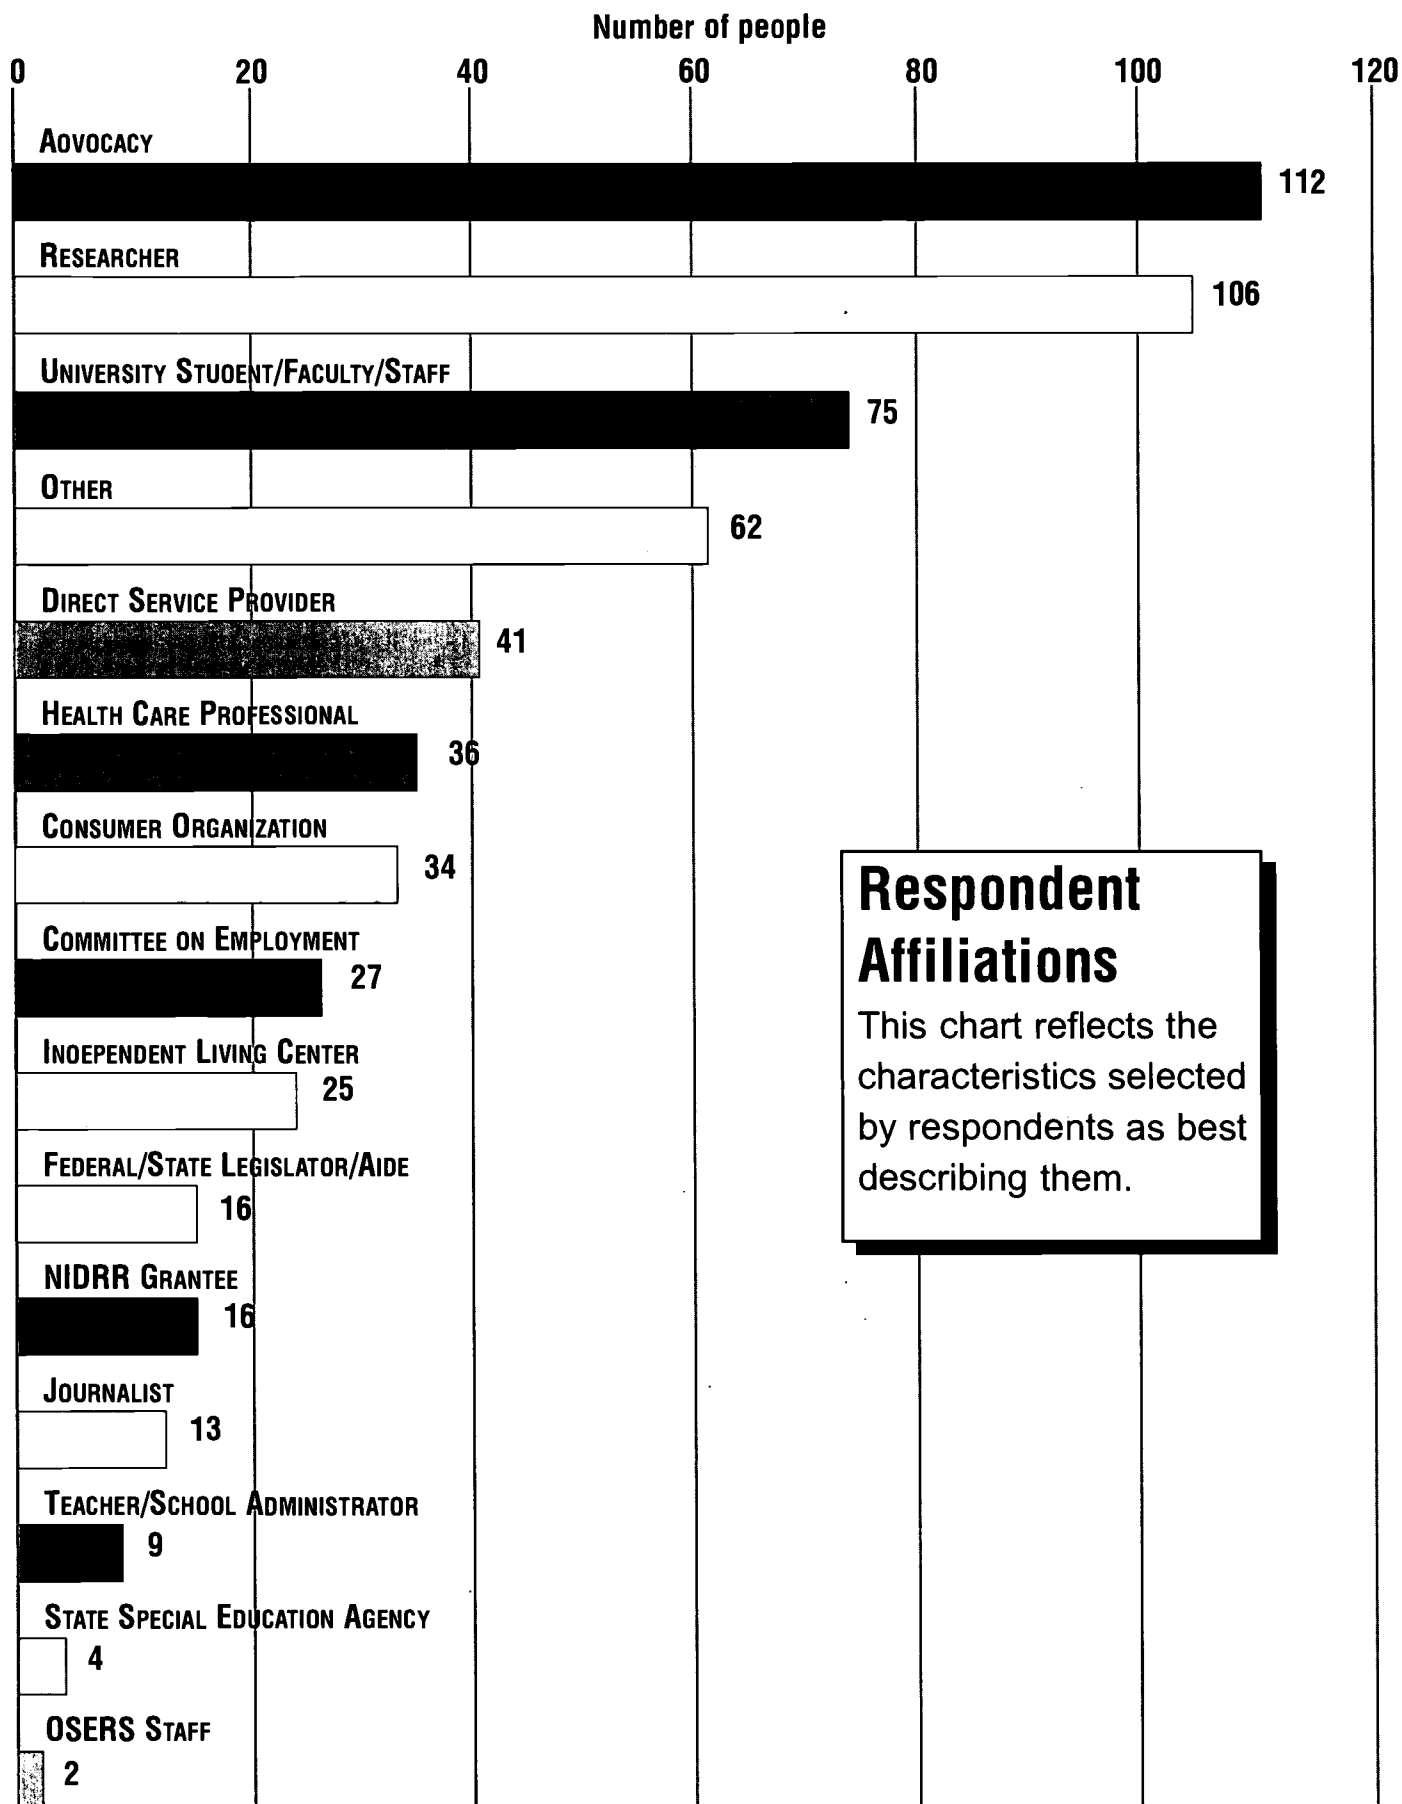 Number of people
0 20 40 60 80 100 120
AOVOCACY
112
RESEARCHER
106
UNIVERSITY STUOENT/FACULTY/STAFF
75
OTHER
62
DIRECT SERVICE PROVIDER
41
HEALTH CARE PROFESSIONAL
36
CONSUMER ORGANIZATION
34
COMMITTEE ON EMPLOYMENT
27
INOEPENDENT LIVING CENTER
25
FEDERAL/STATE LEGISLATOR/AIDE
16
NIDRR GRANTEE
16
JOURNALIST
13
TEACHER/SCHOOL ADMINISTRATOR
9
STATE SPECIAL EDUCATION AGENCY
4
OSERS STAFF
2
Respondent
Affiliations
This chart reflects the
characteristics selected
by respondents as best
describing them.